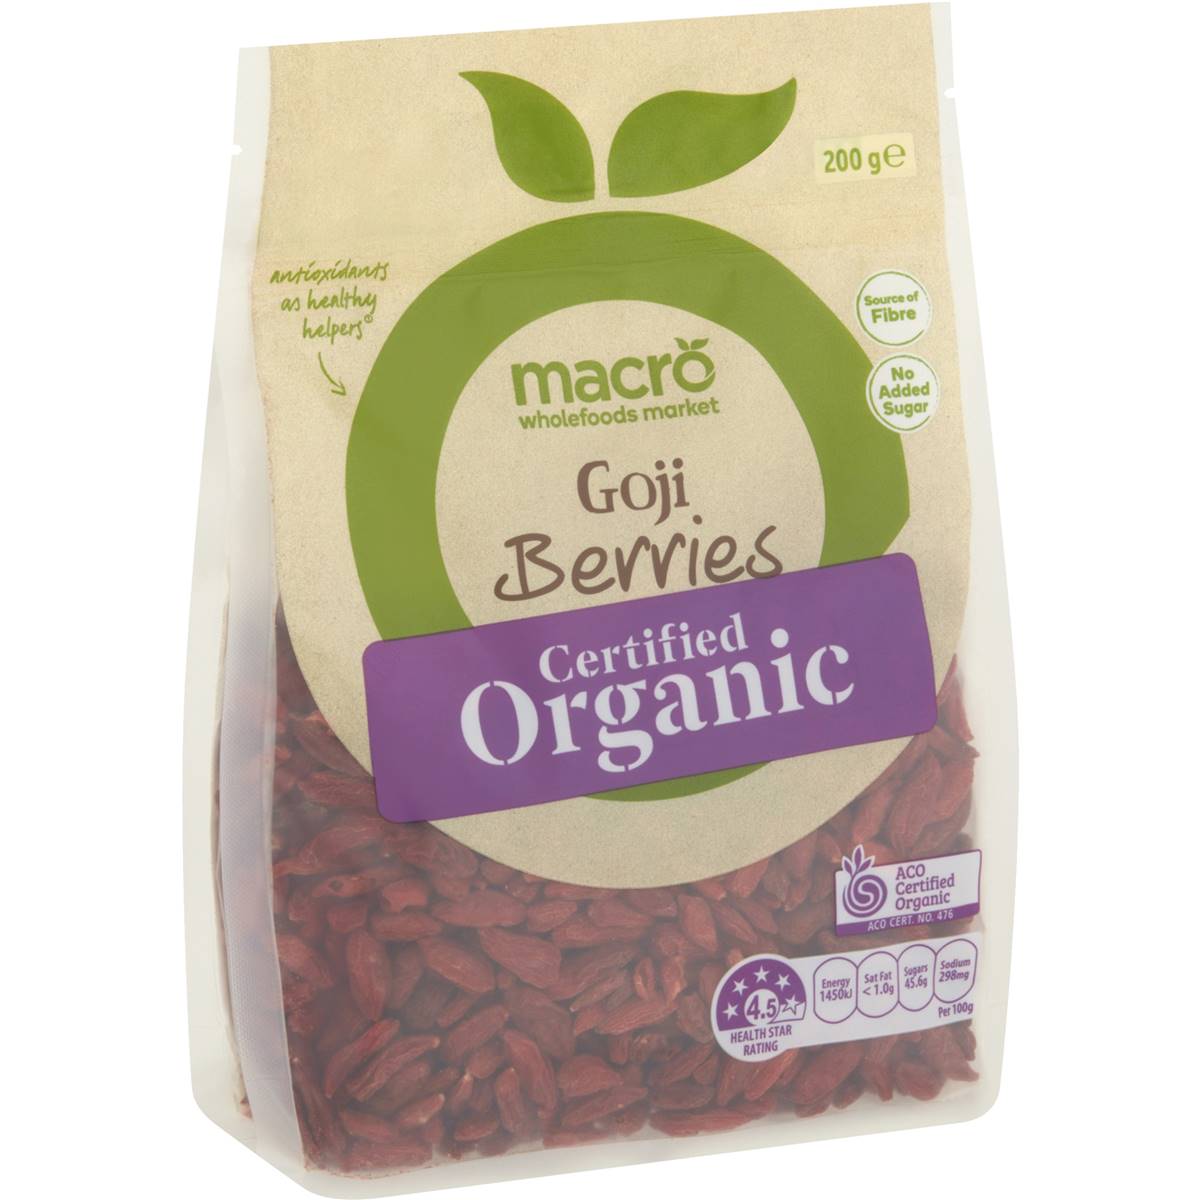 200 g℮
antioxidants
as healthy
helpers®
Source of
Fibre
No
Added
Sugar
macro
wholefoods market
Goji
Berries
Certified
Organic
ACO
Certified
Organic
ACO CERT. NO. 476
4.5
HEALTH STAR
RATING
Energy
1450kJ
Sat Fat
< 1.0g
Sugars
45.6g
Sodium
298mg
Per 100g